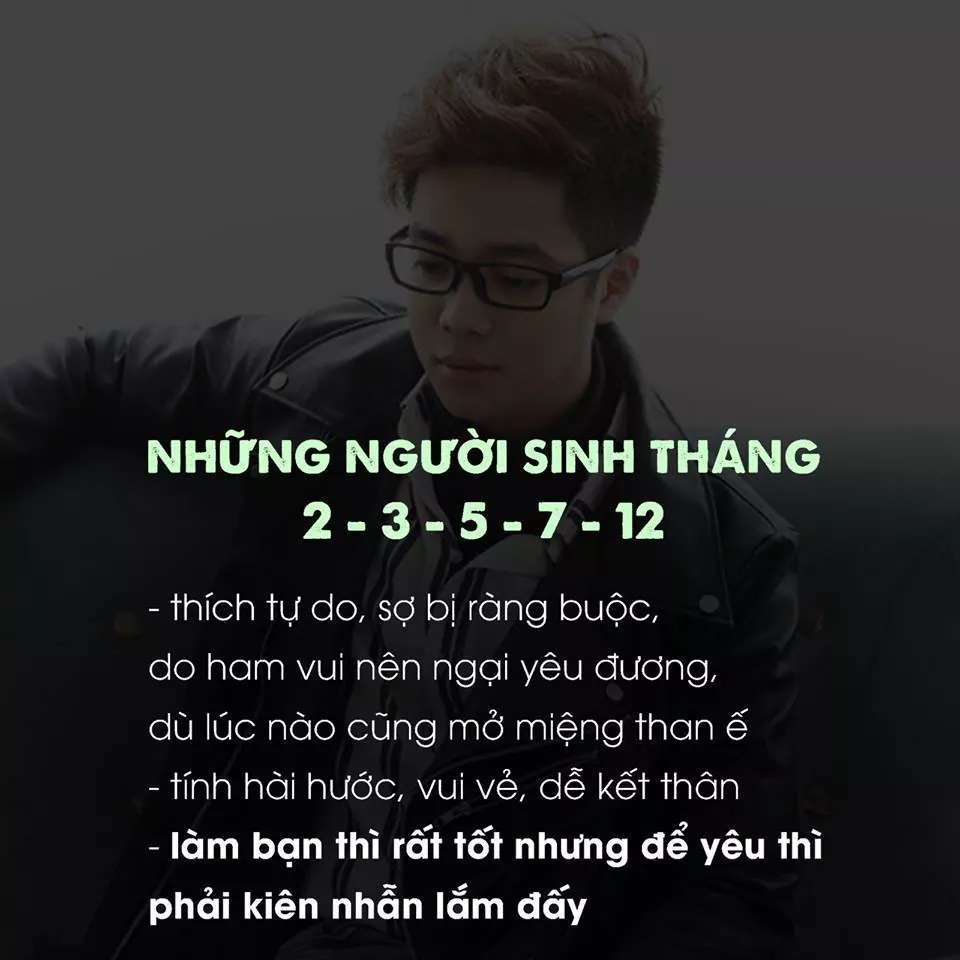 NHỮNG NGƯỜI SINH THÁNG
2 - 3 - 5 - 7 - 12
- thích tự do, sợ bị ràng buộc,
do ham vui nên ngại yêu đương,
dù lúc nào cũng mở miệng than ế
- tính hài hước, vui vẻ, dễ kết thân
- làm bạn thì rất tốt nhưng để yêu thì
phải kiên nhẫn lắm đấy